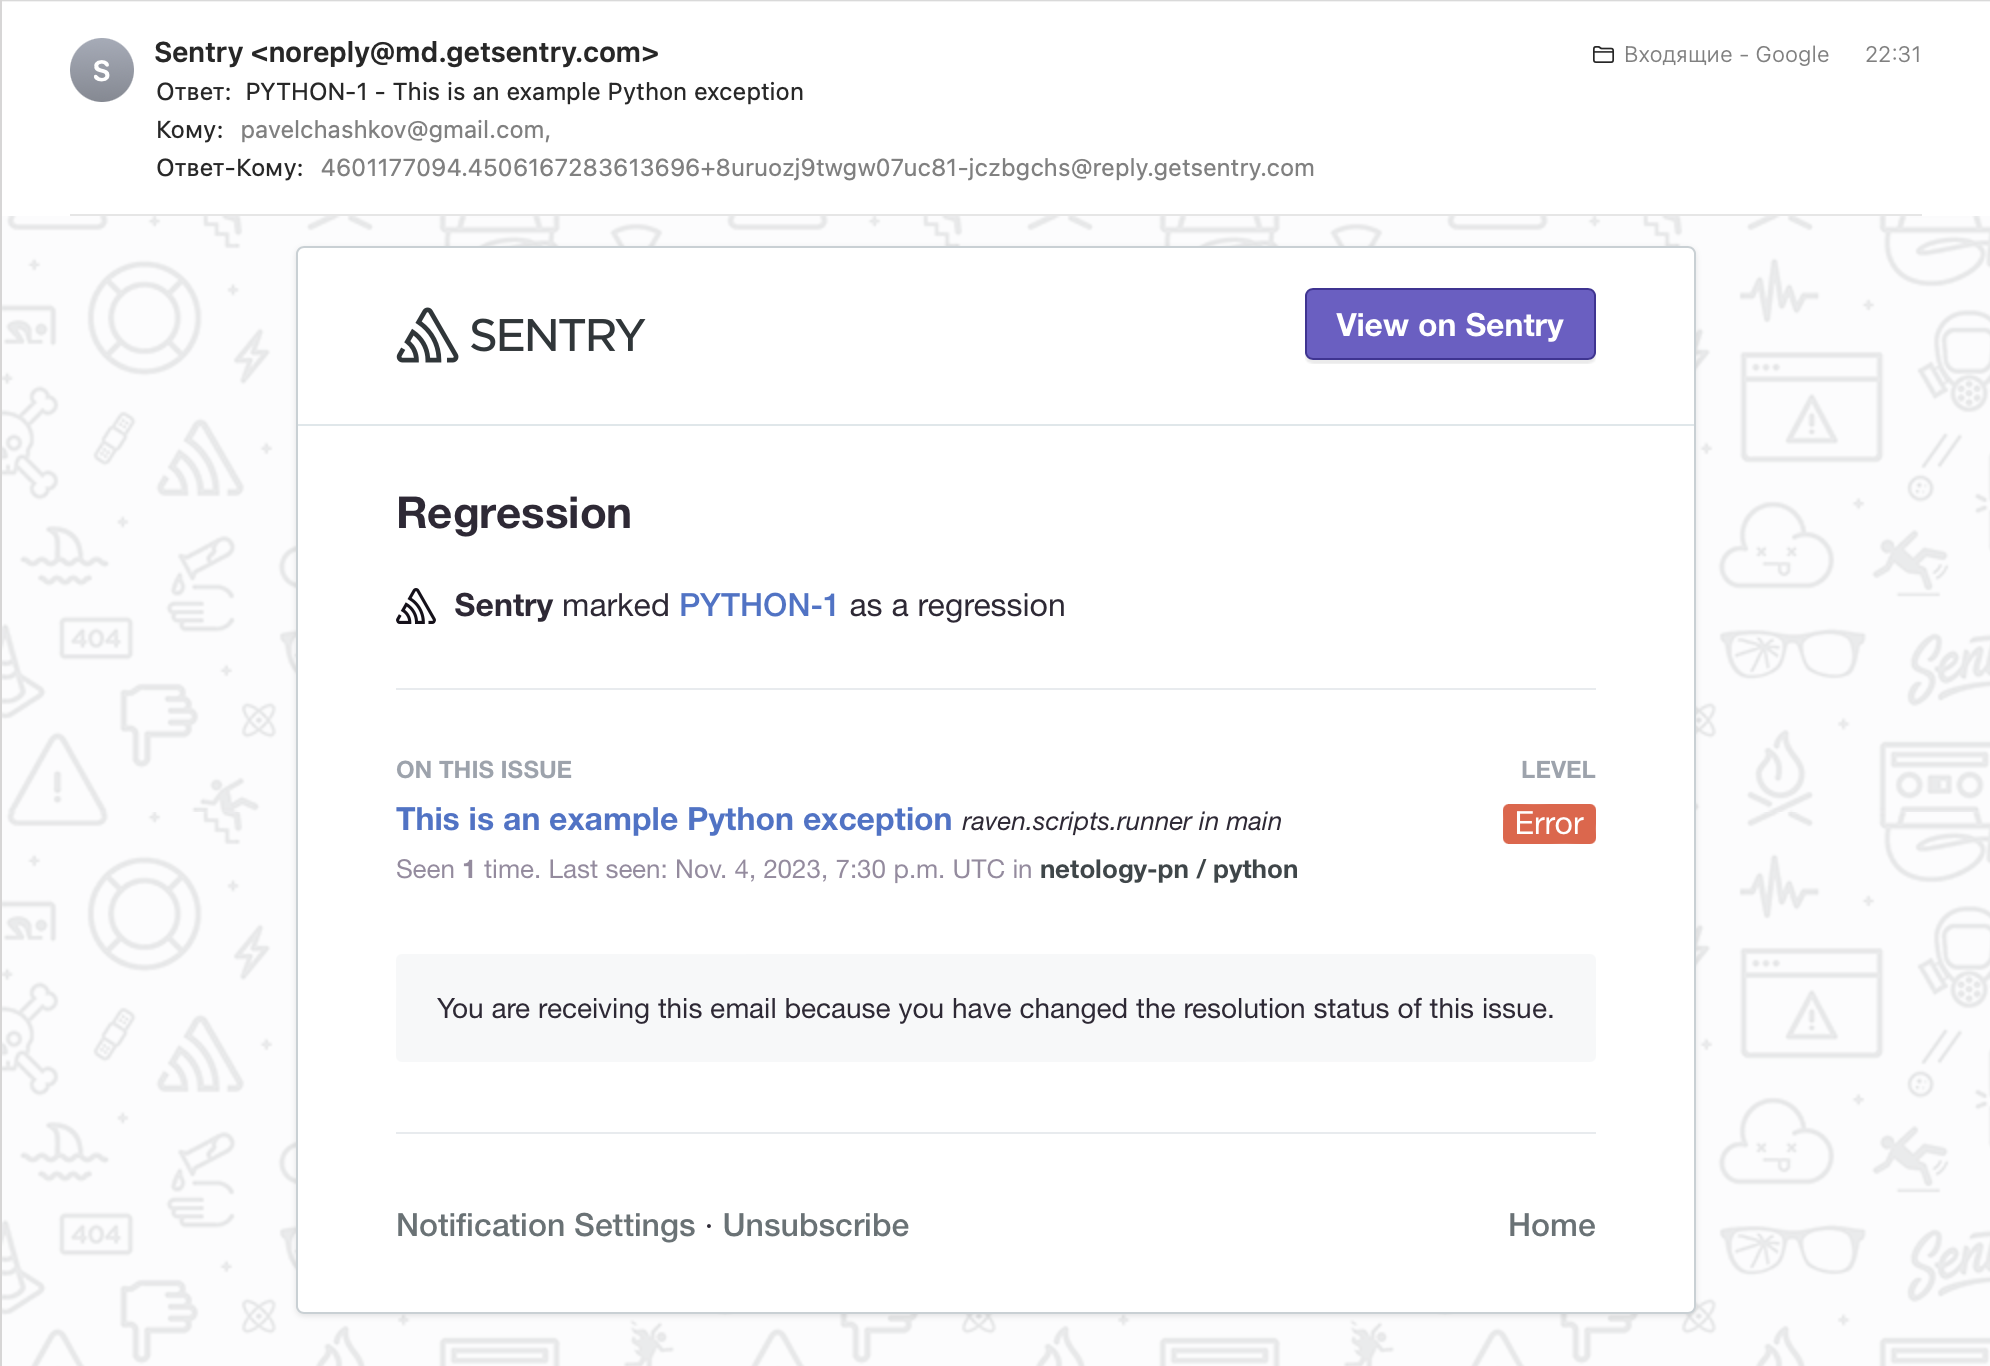 S
Sentry <noreply@md.getsentry.com>
Входящие - Google 22:31
Ответ: PYTHON-1 - This is an example Python exception
Кому: pavelchashkov@gmail.com,
Ответ-Кому: 4601177094.4506167283613696+8uruozj9twgw07uc81-jczbgchs@reply.getsentry.com
SENTRY
View on Sentry
Regression
Sentry marked PYTHON-1 as a regression
ON THIS ISSUE
LEVEL
This is an example Python exception raven.scripts.runner in main
Error
Seen 1 time. Last seen: Nov. 4, 2023, 7:30 p.m. UTC in netology-pn / python
You are receiving this email because you have changed the resolution status of this issue.
Notification Settings · Unsubscribe
Home
404
404